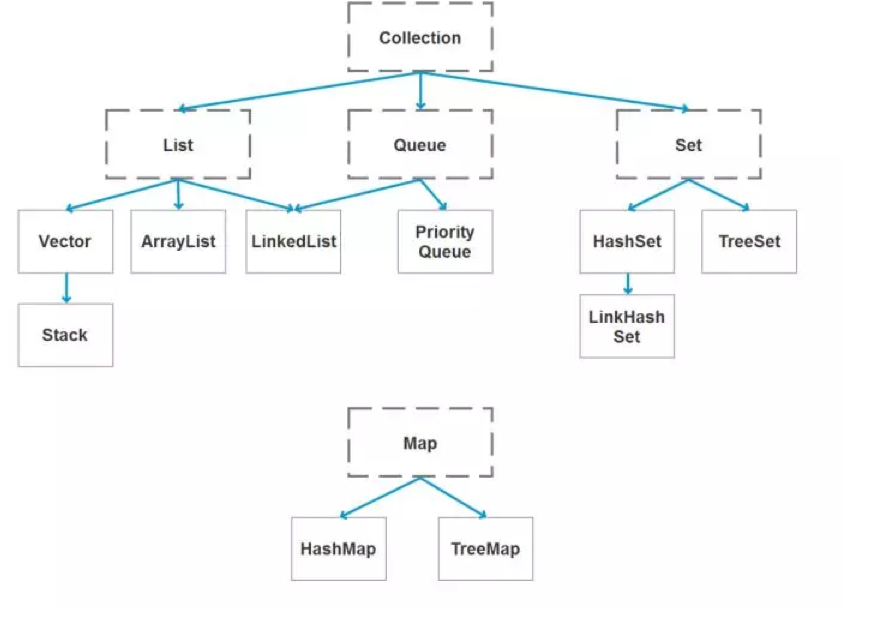 Collection
List
Queue
Set
Vector
ArrayList
LinkedList
Priority
Queue
HashSet
TreeSet
Stack
LinkHash
Set
Map
HashMap
TreeMap